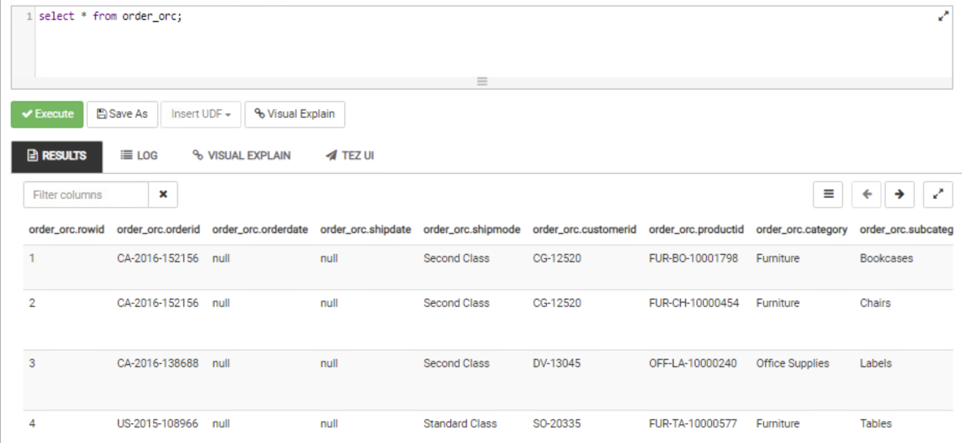 1 select * from order_orc;
Execute Save As Insert UDF Visual Explain
RESULTS LOG VISUAL EXPLAIN TEZ UI
Filter columns
order_orc.rowid order_orc.orderid order_orc.orderdate order_orc.shipdate order_orc.shipmode order_orc.customerid order_orc.productid order_orc.category order_orc.subcateg
1 CA-2016-152156 null null Second Class CG-12520 FUR-BO-10001798 Furniture Bookcases
2 CA-2016-152156 null null Second Class CG-12520 FUR-CH-10000454 Furniture Chairs
3 CA-2016-138688 null null Second Class DV-13045 OFF-LA-10000240 Office Supplies Labels
4 US-2015-108966 null null Standard Class SO-20335 FUR-TA-10000577 Furniture Tables